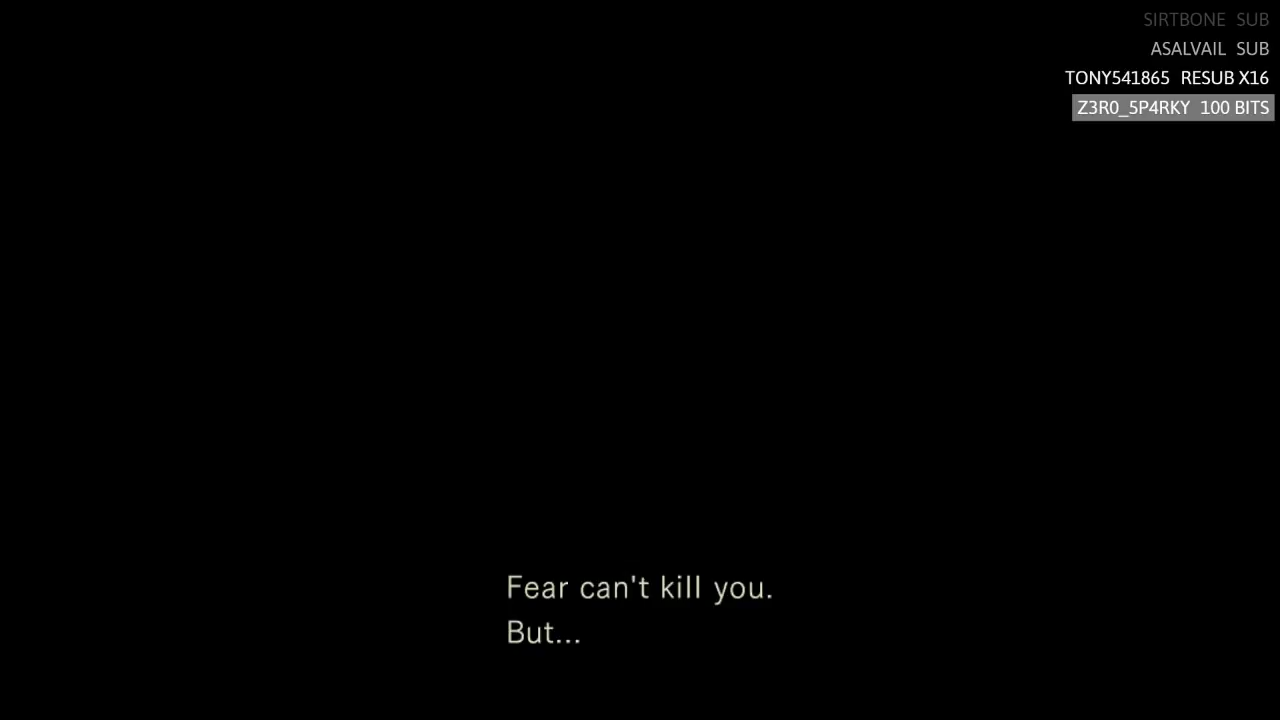 SIRTBONE SUB
ASALVAIL SUB
TONY541865 RESUB X16
Z3R0_5P4RKY 100 BITS
Fear can't kill you.
But...